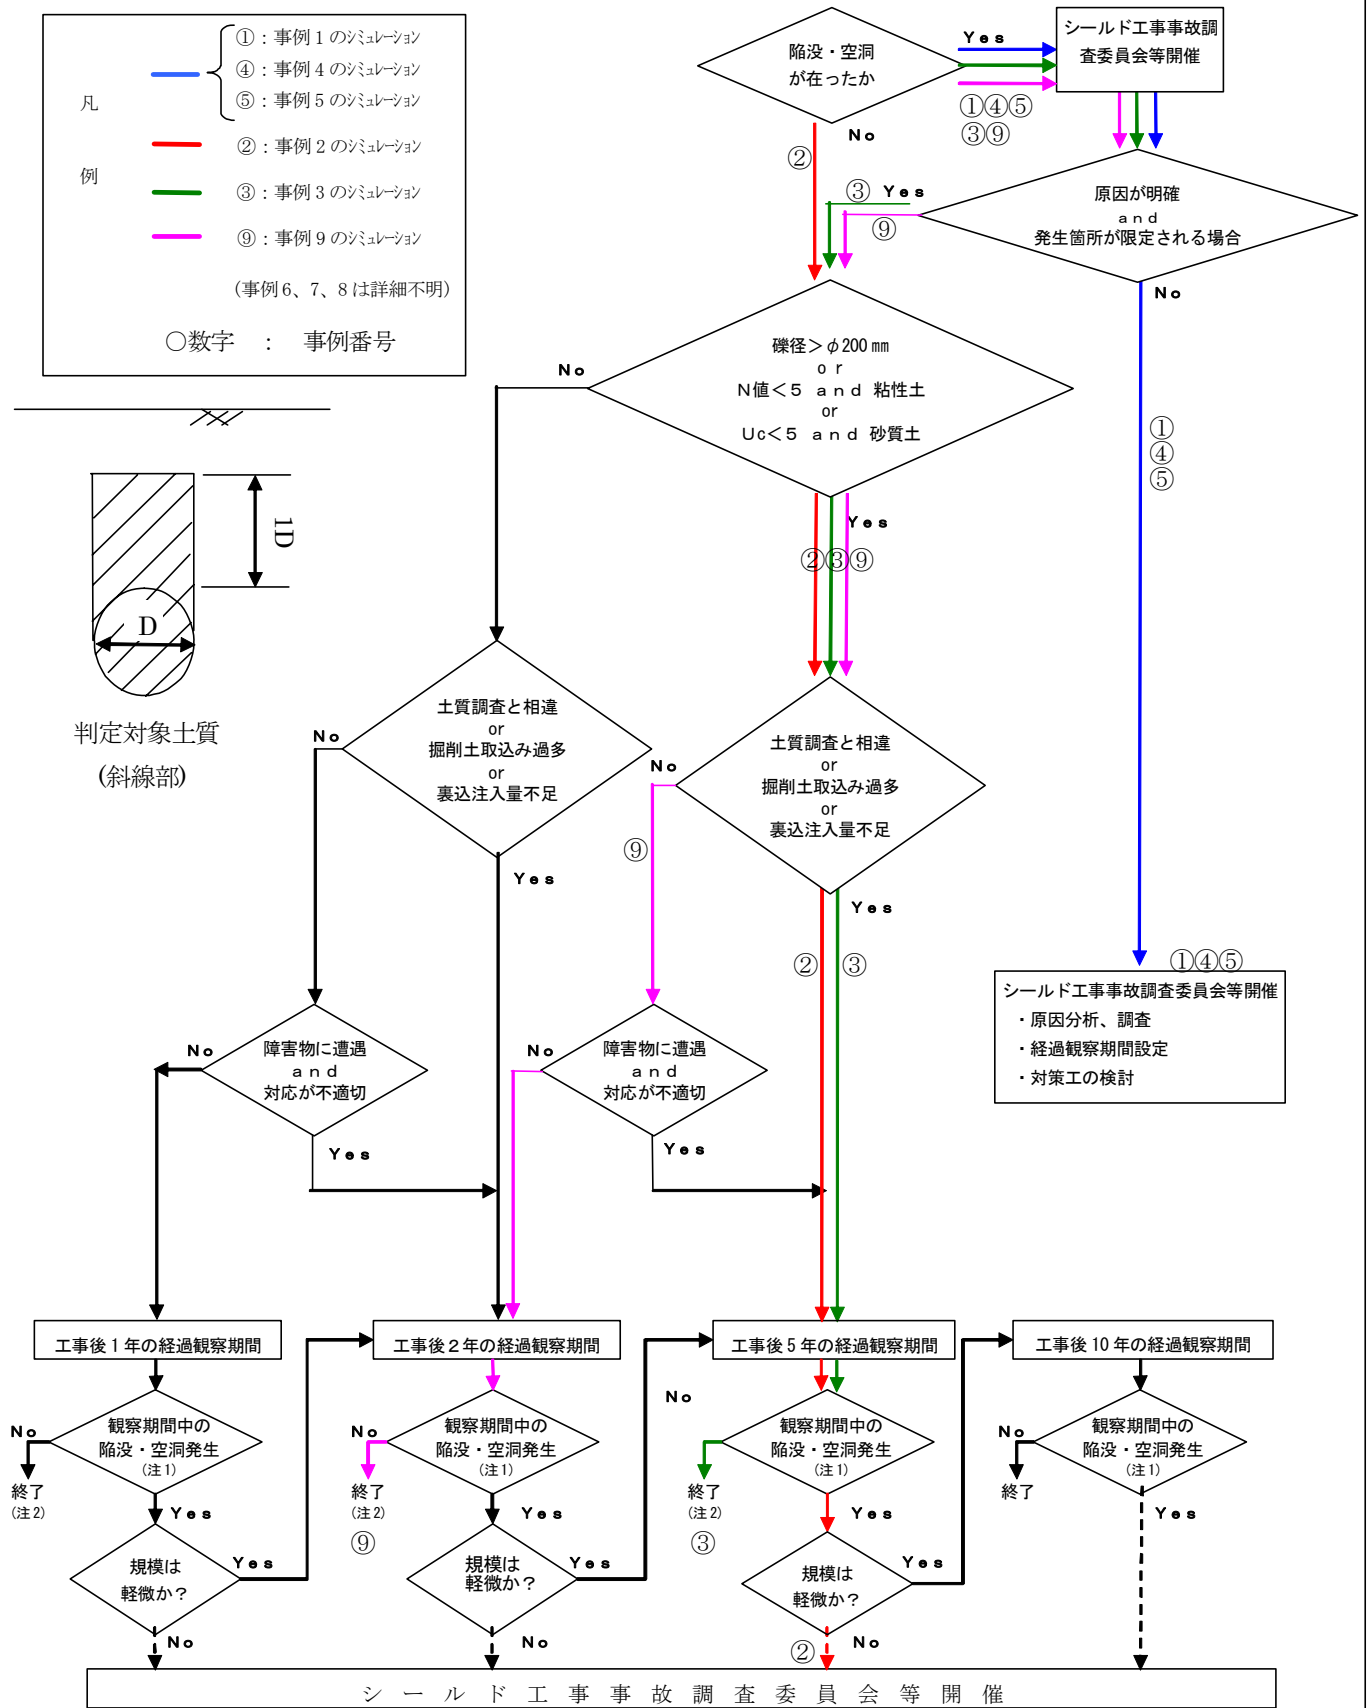 凡
例
①：事例１のシミュレーション
④：事例４のシミュレーション
⑤：事例５のシミュレーション
②：事例２のシミュレーション
③：事例３のシミュレーション
⑨：事例９のシミュレーション
(事例６、７、８は詳細不明)
○数字　：　事例番号
陥没・空洞
が在ったか
Ｙｅｓ
①④⑤
③⑨
Ｎｏ
②
シールド工事事故調
査委員会等開催
原因が明確
ａｎｄ
発生箇所が限定される場合
③ Ｙｅｓ
⑨
Ｎｏ
①
④
⑤
礫径＞φ200㎜
ｏｒ
Ｎ値＜５ ａｎｄ 粘性土
or
Ｕc＜５ ａｎｄ 砂質土
Ｎｏ
Ｙｅｓ
②③⑨
1D
D
判定対象土質
(斜線部)
土質調査と相違
or
掘削土取込み過多
or
裏込注入量不足
Ｎｏ
Ｙｅｓ
土質調査と相違
or
掘削土取込み過多
or
裏込注入量不足
Ｎｏ
⑨
Ｙｅｓ
②
③
①④⑤
シールド工事事故調査委員会等開催
・原因分析、調査
・経過観察期間設定
・対策工の検討
障害物に遭遇
ａｎｄ
対応が不適切
Ｎｏ
Ｙｅｓ
障害物に遭遇
ａｎｄ
対応が不適切
Ｎｏ
Ｙｅｓ
工事後１年の経過観察期間
工事後２年の経過観察期間
工事後５年の経過観察期間
工事後 10 年の経過観察期間
観察期間中の
陥没・空洞発生
(注1)
Ｎｏ
終了
(注2)
Ｙｅｓ
観察期間中の
陥没・空洞発生
(注1)
Ｎｏ
終了
(注2)
⑨
Ｙｅｓ
観察期間中の
陥没・空洞発生
(注1)
Ｎｏ
終了
(注2)
③
Ｙｅｓ
観察期間中の
陥没・空洞発生
(注1)
Ｎｏ
終了
Ｙｅｓ
規模は
軽微か？
Ｙｅｓ
Ｎｏ
規模は
軽微か？
Ｙｅｓ
Ｎｏ
規模は
軽微か？
Ｙｅｓ
②
Ｎｏ
シールド工事事故調査委員会等開催